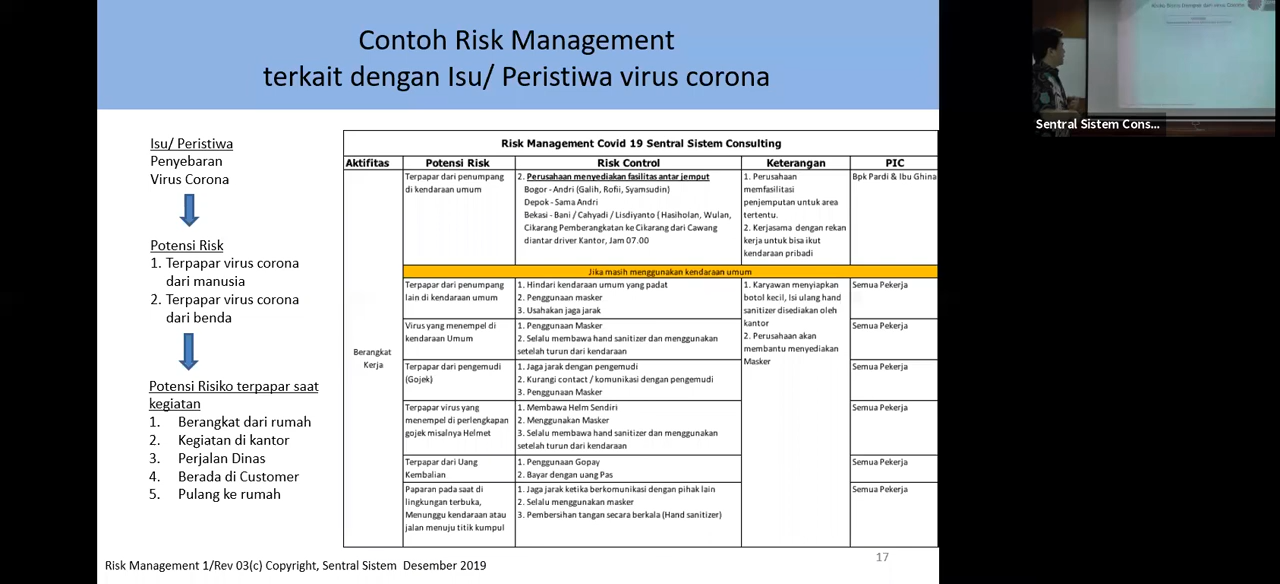 Contoh Risk Management
terkait dengan Isu/ Peristiwa virus corona
Isu/ Peristiwa
Penyebaran
Virus Corona
Potensi Risk
1. Terpapar virus corona
dari manusia
2. Terpapar virus corona
dari benda
Potensi Risiko terpapar saat
kegiatan
1. Berangkat dari rumah
2. Kegiatan di kantor
3. Perjalan Dinas
4. Berada di Customer
5. Pulang ke rumah
Risk Management Covid 19 Sentral Sistem Consulting
Aktifitas
Potensi Risk
Risk Control
Keterangan
PIC
Berangkat
Kerja
Terpapar dari penumpang
di kendaraan umum
2. Perusahaan menyediakan fasilitas antar jemput
Bogor - Andri (Galih, Rofii, Syamsudin)
Depok - Sama Andri
Bekasi - Bani / Cahyadi / Lisdiyanto ( Hasiholan, Wulan,
Cikarang Pemberangkatan ke Cikarang dari Cawang
diantar driver Kantor, Jam 07.00
1. Perusahaan
memfasilitasi
penjemputan untuk area
tertentu.
2. Kerjasama dengan rekan
kerja untuk bisa ikut
kendaraan pribadi
Bpk Pardi & Ibu Ghina
Jika masih menggunakan kendaraan umum
Terpapar dari penumpang
lain di kendaraan umum
1. Hindari kendaraan umum yang padat
2. Penggunaan masker
3. Usahakan jaga jarak
1. Karyawan menyiapkan
botol kecil, Isi ulang hand
sanitizer disediakan oleh
kantor
2. Perusahaan akan
membantu menyediakan
Masker
Semua Pekerja
Virus yang menempel di
kendaraan Umum
1. Penggunaan Masker
2. Selalu membawa hand sanitizer dan menggunakan
setelah turun dari kendaraan
Semua Pekerja
Terpapar dari pengemudi
(Gojek)
1. Jaga jarak dengan pengemudi
2. Kurangi contact / komunikasi dengan pengemudi
3. Penggunaan Masker
Semua Pekerja
Terpapar virus yang
menempel di perlengkapan
gojek misalnya Helmet
1. Membawa Helm Sendiri
2. Menggunakan Masker
3. Selalu membawa hand sanitizer dan menggunakan
setelah turun dari kendaraan
Semua Pekerja
Terpapar dari Uang
Kembalian
1. Penggunaan Gopay
2. Bayar dengan uang Pas
Semua Pekerja
Paparan pada saat di
lingkungan terbuka,
Menunggu kendaraan atau
jalan menuju titik kumpul
1. Jaga jarak ketika berkomunikasi dengan pihak lain
2. Selalu menggunakan masker
3. Pembersihan tangan secara berkala (Hand sanitizer)
Semua Pekerja
17
Risk Management 1/Rev 03(c) Copyright, Sentral Sistem Desember 2019
Sentral Sistem Cons...